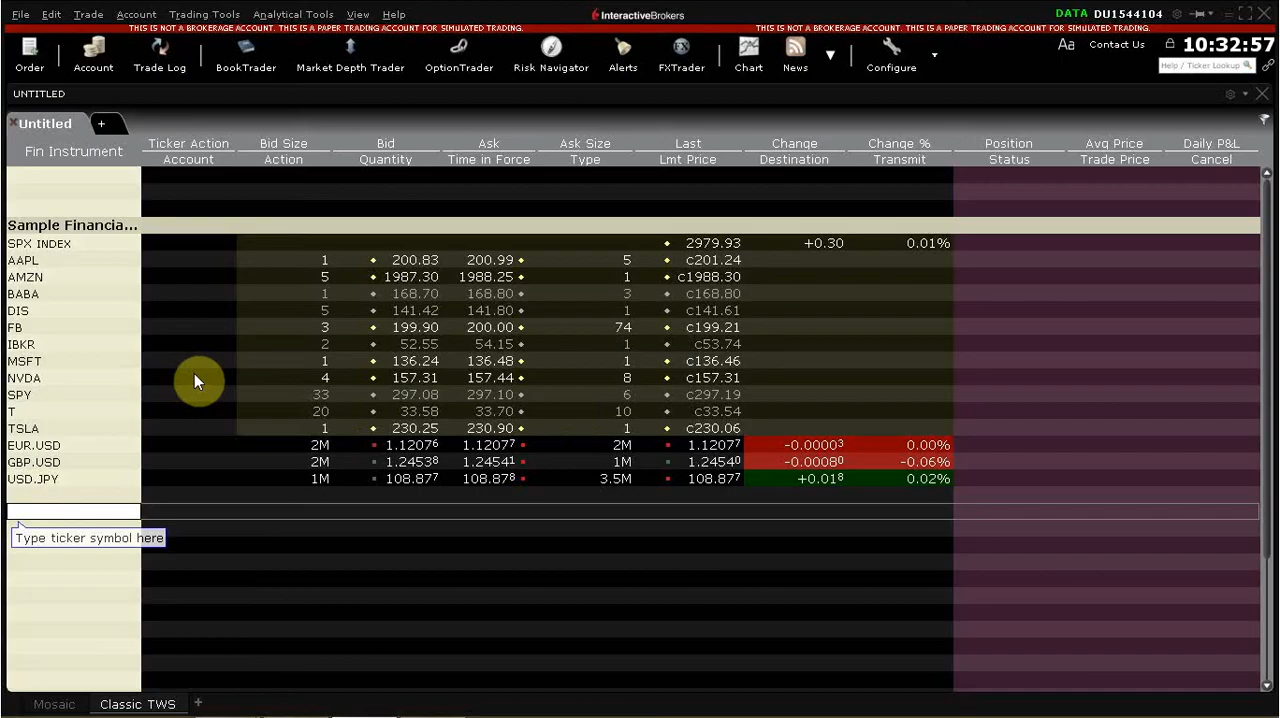 File Edit Trade Account Trading Tools Analytical Tools View Help InteractiveBrokers DATA DU1544104
THIS IS NOT A BROKERAGE ACCOUNT. THIS IS A PAPER TRADING ACCOUNT FOR SIMULATED TRADING. THIS IS NOT A BROKERAGE ACCOUNT. THIS IS A PAPER TRADING ACCOUNT FOR SIMULATED TRADING.
Aa Contact Us 10:32:57
Order Account Trade Log BookTrader Market Depth Trader OptionTrader Risk Navigator Alerts FXTrader Chart News Configure Help / Ticker Lookup
UNTITLED
Untitled +
Fin Instrument Ticker Action Bid Size Bid Ask Ask Size Last Change Change % Position Avg Price Daily P&L
Account Action Quantity Time in Force Type Lmt Price Destination Transmit Status Trade Price Cancel
Sample Financia...
SPX INDEX 2979.93 +0.30 0.01%
AAPL 1 200.83 200.99 5 c201.24
AMZN 5 1987.30 1988.25 1 c1988.30
BABA 1 168.70 168.80 3 c168.80
DIS 5 141.42 141.80 1 c141.61
FB 3 199.90 200.00 74 c199.21
IBKR 2 52.55 54.15 1 c53.74
MSFT 1 136.24 136.48 1 c136.46
NVDA 4 157.31 157.44 8 c157.31
SPY 33 297.08 297.10 6 c297.19
T 20 33.58 33.70 10 c33.54
TSLA 1 230.25 230.90 1 c230.06
EUR.USD 2M 1.12076 1.12077 2M 1.12077 -0.00003 0.00%
GBP.USD 2M 1.24538 1.24541 1M 1.24540 -0.00080 -0.06%
USD.JPY 1M 108.877 108.878 3.5M 108.877 +0.018 0.02%
Type ticker symbol here
Mosaic Classic TWS +